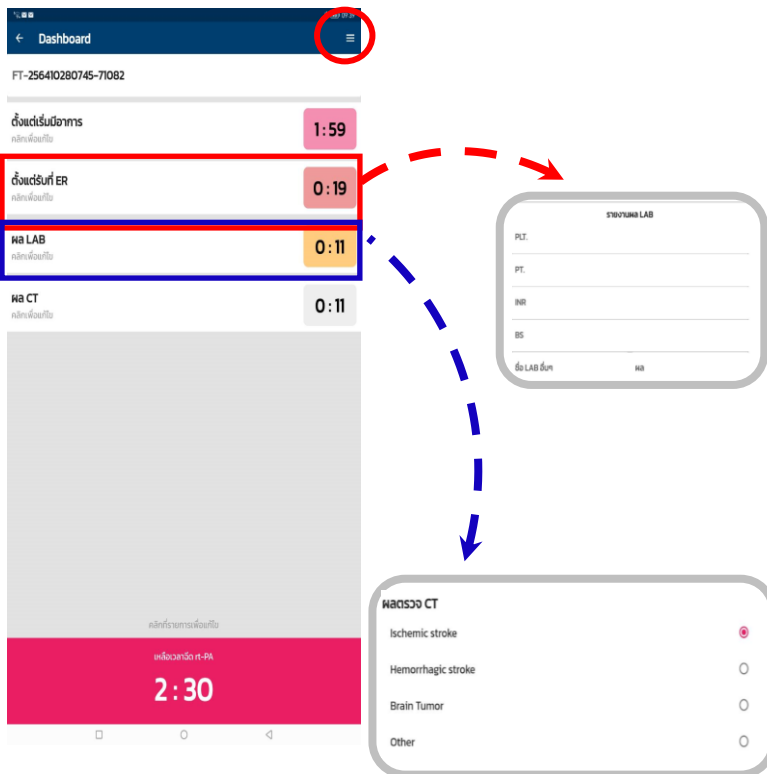 Dashboard
FT-256410280745-71082
ตั้งแต่เริ่มมีอาการ
คลิกเพื่อแก้ไข
1:59
ตั้งแต่รับที่ ER
คลิกเพื่อแก้ไข
0:19
ผล LAB
คลิกเพื่อแก้ไข
0:11
ผล CT
คลิกเพื่อแก้ไข
0:11
คลิกที่รายการเพื่อแก้ไข
เหลือเวลาฉีด rt-PA
2:30
รายงานผล LAB
PLT.
PT.
INR
BS
ชื่อ LAB อื่นๆ ผล
ผลตรวจ CT
Ischemic stroke
Hemorrhagic stroke
Brain Tumor
Other